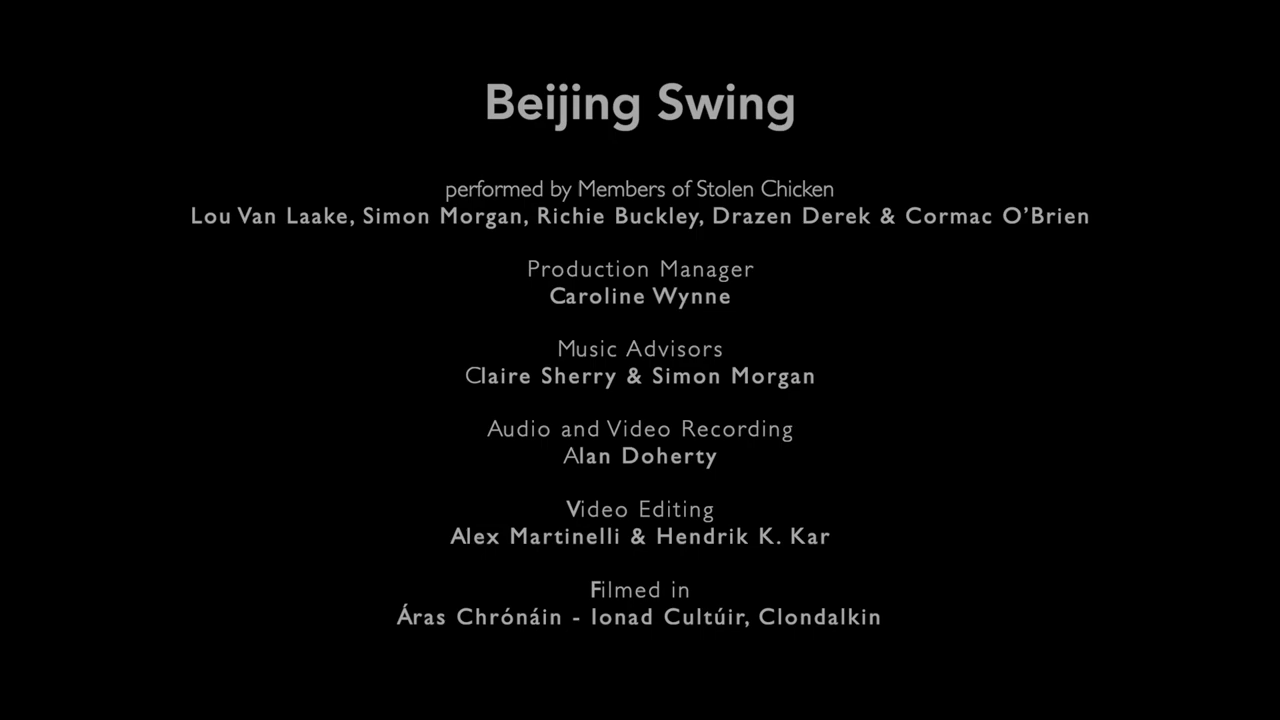 Beijing Swing
performed by Members of Stolen Chicken
Lou Van Laake, Simon Morgan, Richie Buckley, Drazen Derek & Cormac O’Brien
Production Manager
Caroline Wynne
Music Advisors
Claire Sherry & Simon Morgan
Audio and Video Recording
Alan Doherty
Video Editing
Alex Martinelli & Hendrik K. Kar
Filmed in
Áras Chrónáin - Ionad Cultúir, Clondalkin